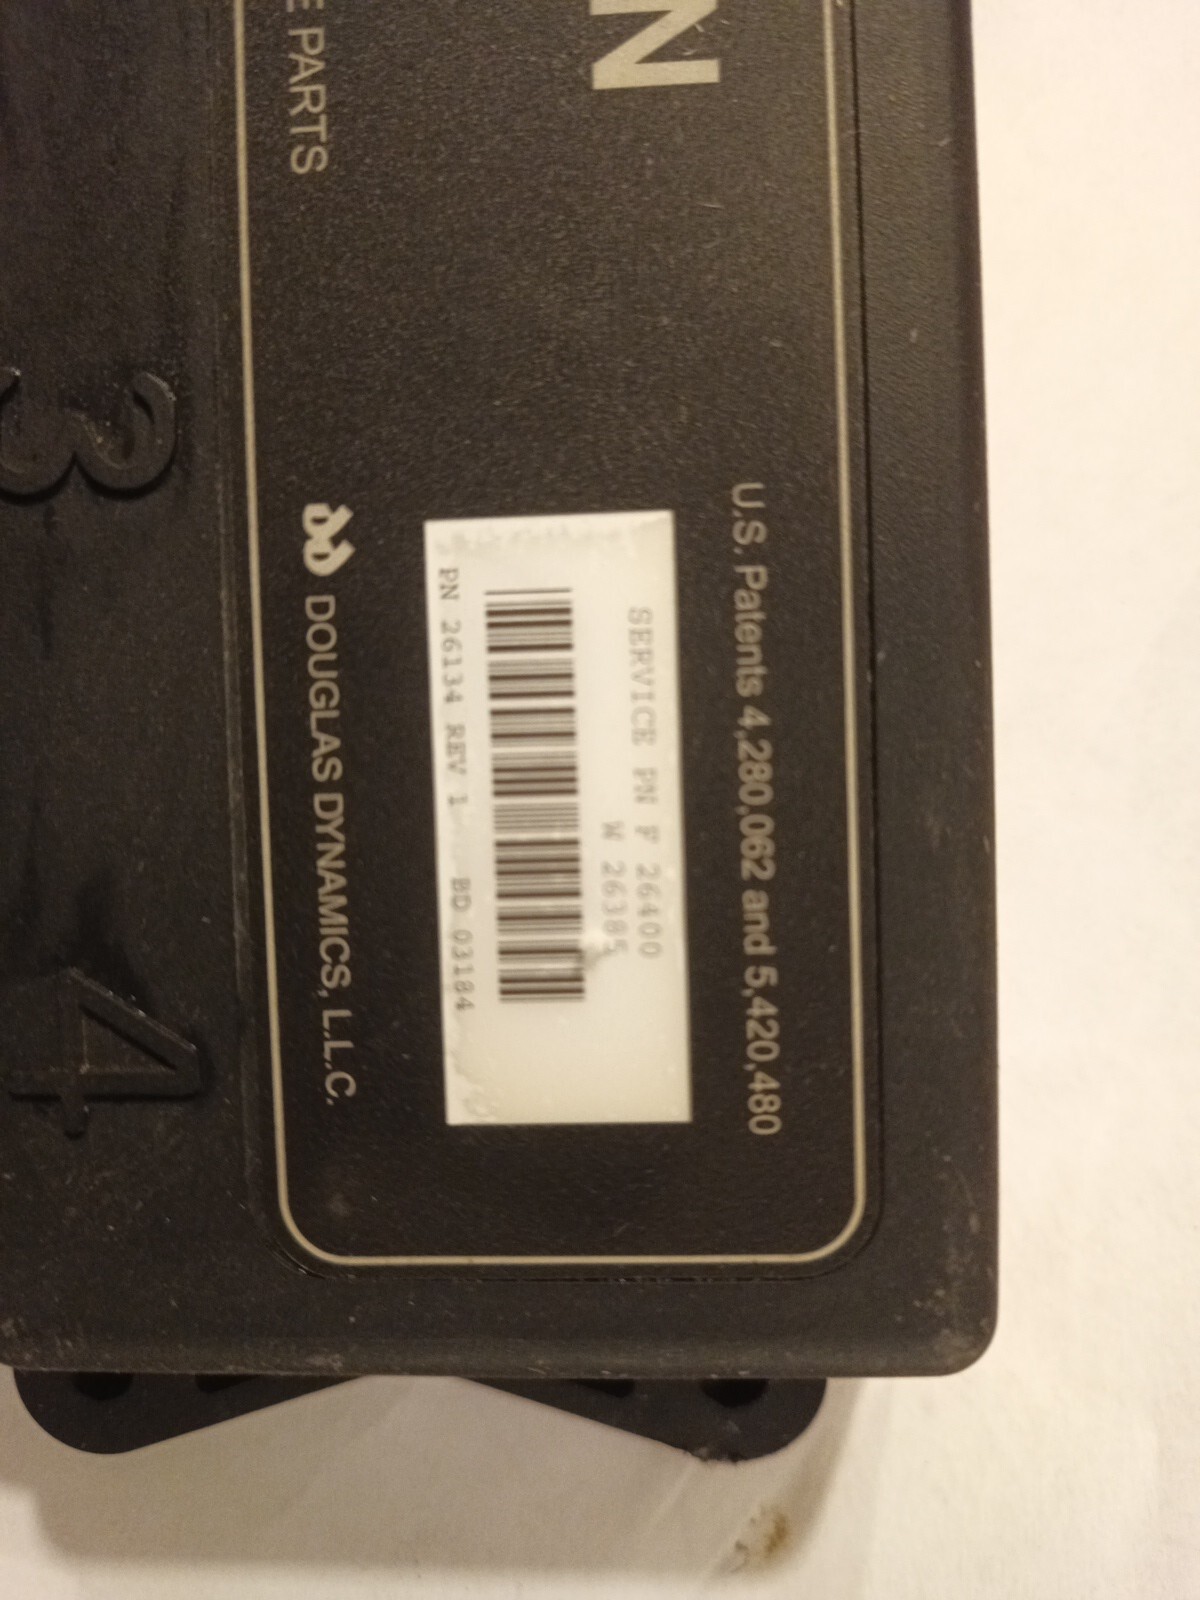 N
U.S. Patents 4,280,062 and 5,420,480
SERVICE PN F 26400
W 26385
PN 26134 REV 1 BD 03184
DOUGLAS DYNAMICS, L.L.C.
E PARTS
3
4